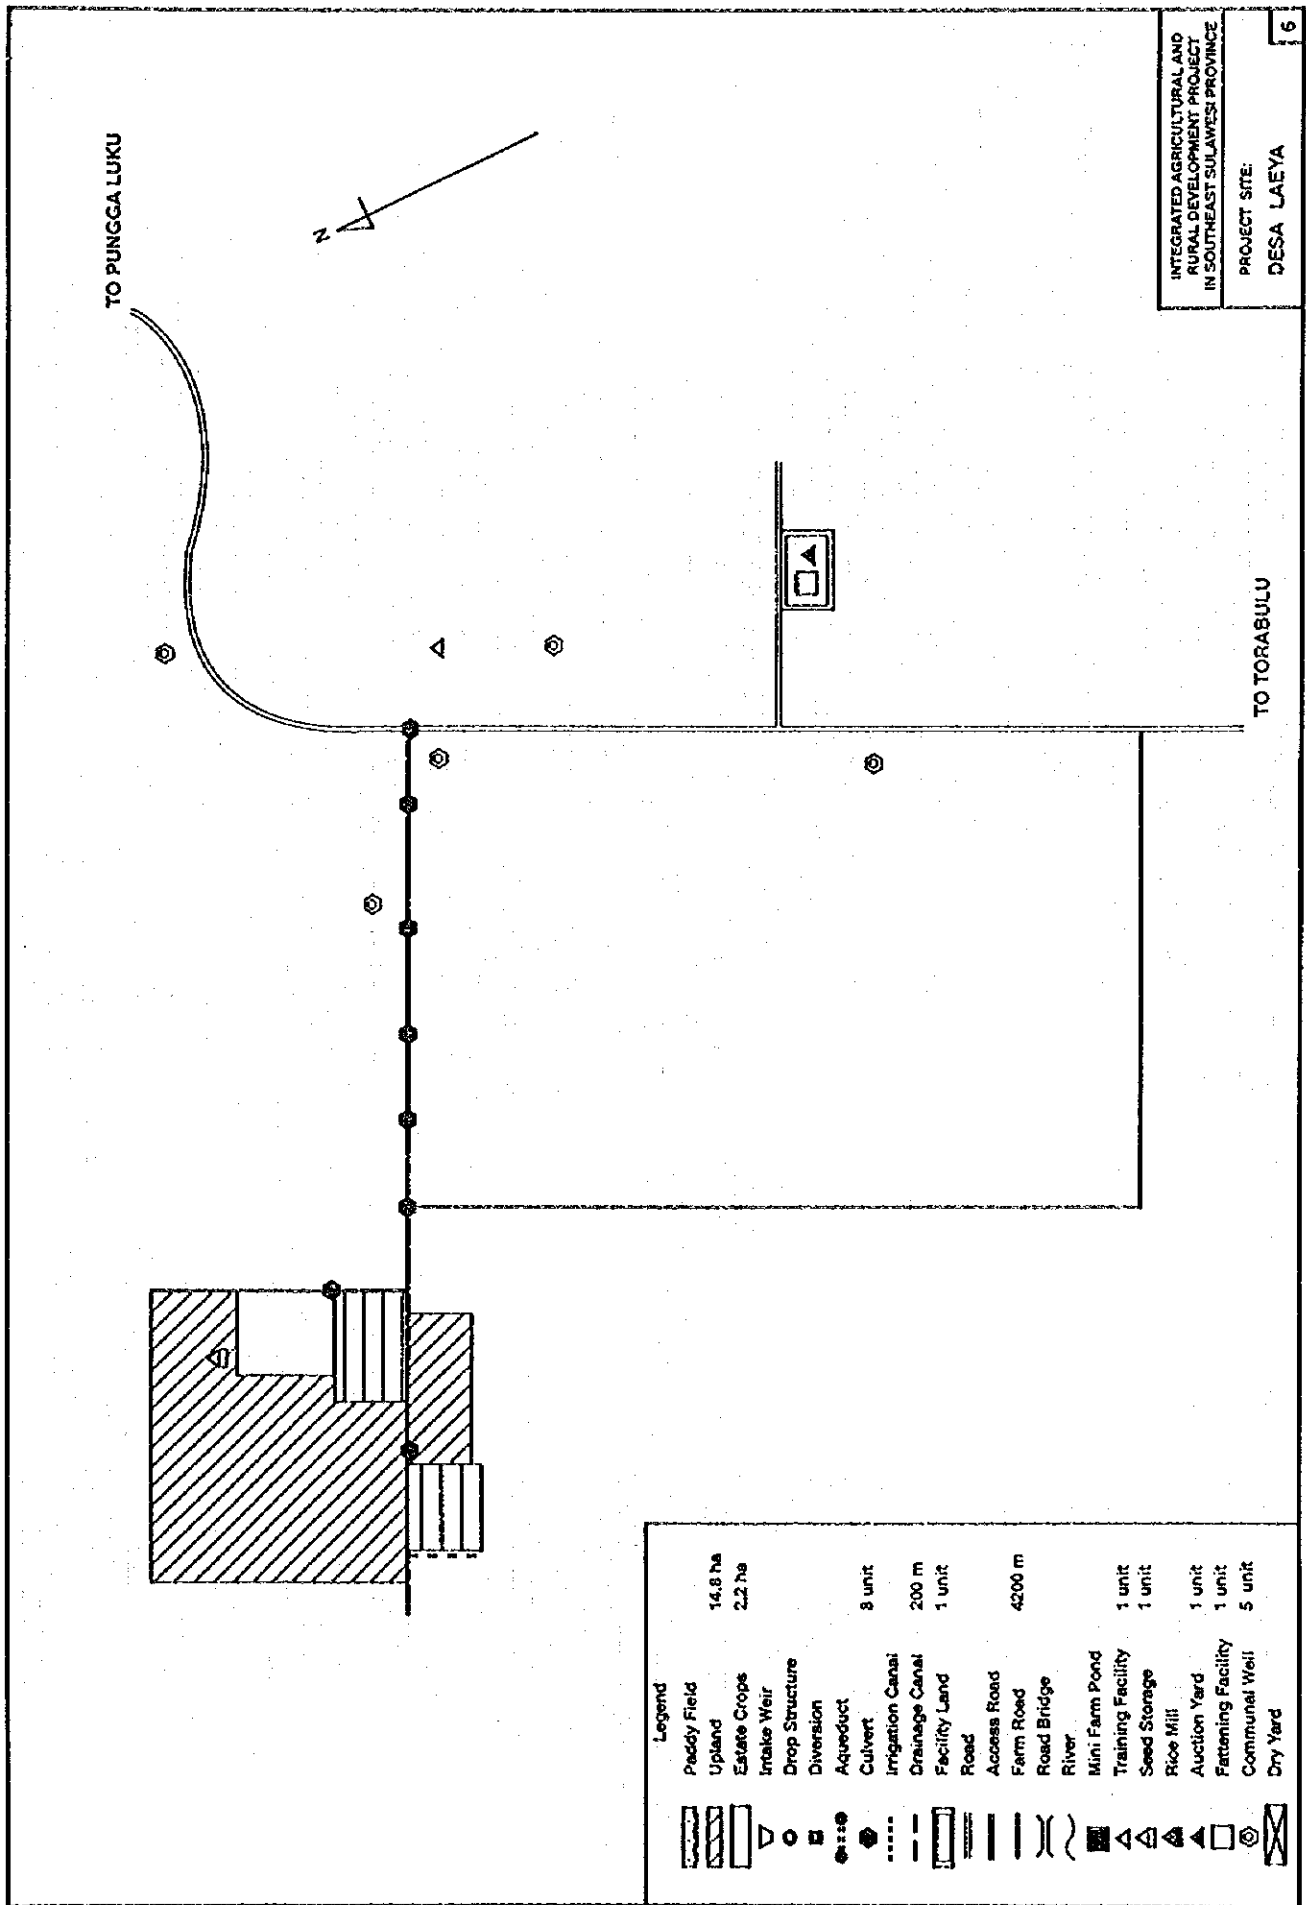 TO PUNGGA LUKU
N
TO TORABULU
Legend
Paddy Field
Upland 14.8 ha
Estate Crops 2.2 ha
Intake Weir
Drop Structure
Diversion
Aqueduct
Culvert 8 unit
Irrigation Canal
Drainage Canal 200 m
Facility Land 1 unit
Road
Access Road
Farm Road 4200 m
Road Bridge
River
Mini Farm Pond
Training Facility 1 unit
Seed Storage 1 unit
Rice Mill
Auction Yard 1 unit
Fattening Facility 1 unit
Communal Well 5 unit
Dry Yard
INTEGRATED AGRICULTURAL AND
RURAL DEVELOPMENT PROJECT
IN SOUTHEAST SULAWESI PROVINCE
PROJECT SITE:
DESA LAEYA
6